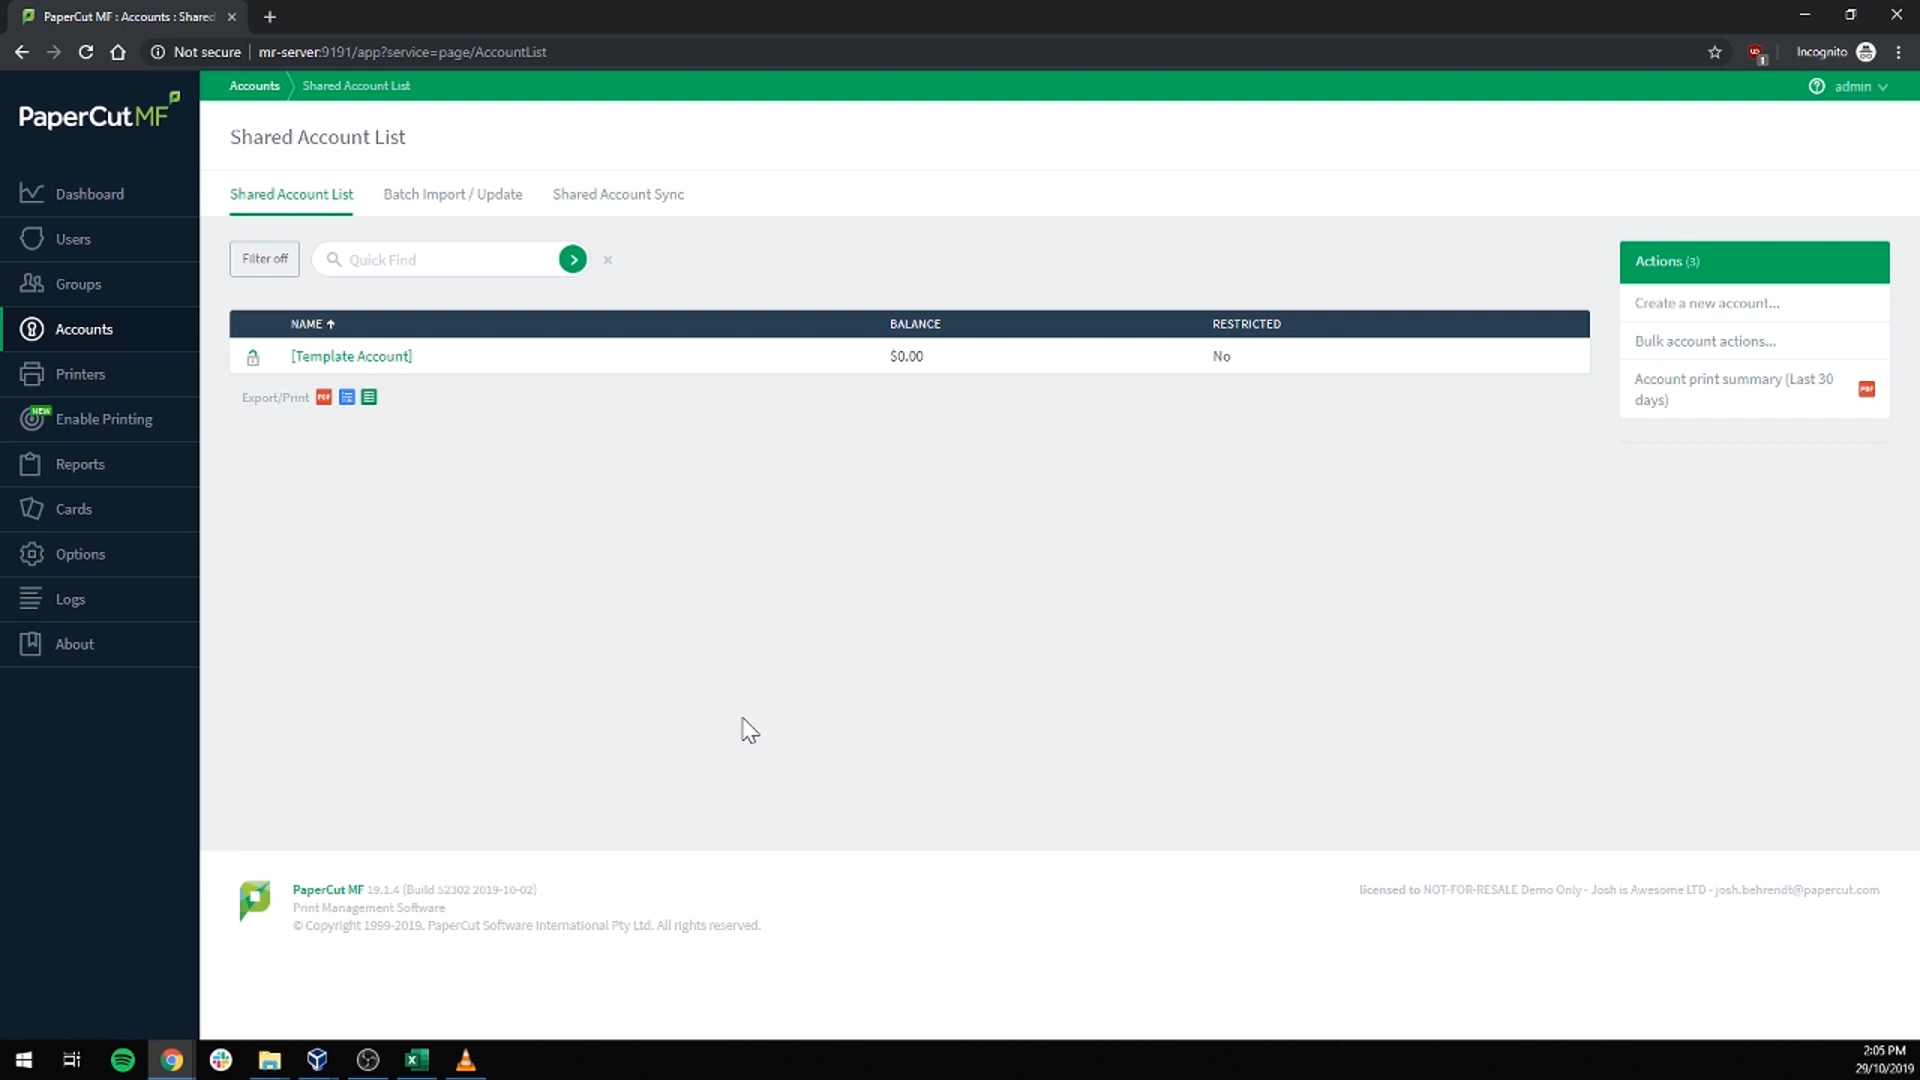 PaperCut MF : Accounts : Shared
Not secure | mr-server:9191/app?service=page/AccountList
1
Incognito
PaperCutMF
Accounts Shared Account List
admin
Shared Account List
Shared Account List Batch Import / Update Shared Account Sync
Dashboard
Users
Groups
Accounts
Printers
NEW
Enable Printing
Reports
Cards
Options
Logs
About
Filter off
Quick Find
NAME BALANCE RESTRICTED
[Template Account] $0.00 No
Export/Print PDF
Actions (3)
Create a new account...
Bulk account actions...
Account print summary (Last 30
days)
PDF
PaperCut MF 19.1.4 (Build 52302 2019-10-02)
Print Management Software
© Copyright 1999-2019. PaperCut Software International Pty Ltd. All rights reserved.
licensed to NOT-FOR-RESALE Demo Only - Josh is Awesome LTD - josh.behrendt@papercut.com
2:05 PM
29/10/2019